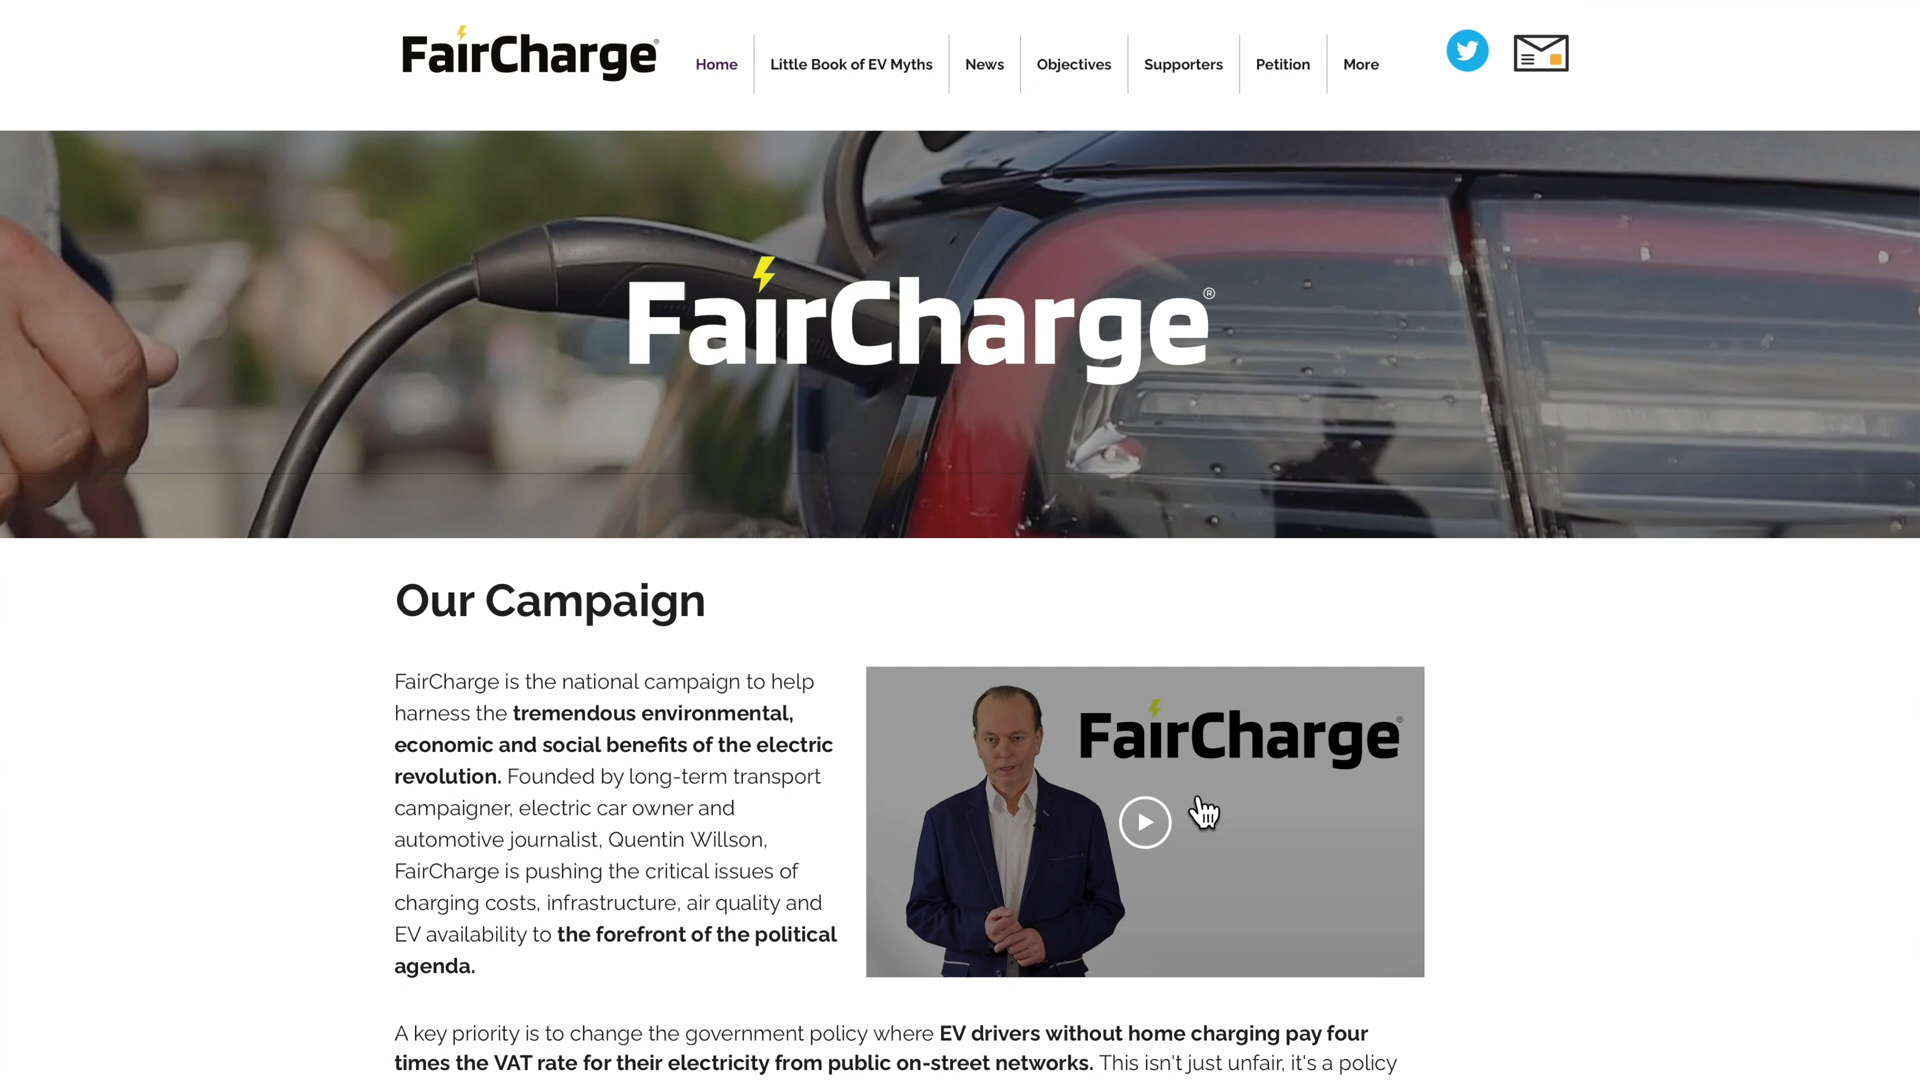 FairCharge®
Home
Little Book of EV Myths
News
Objectives
Supporters
Petition
More
FairCharge®
Our Campaign
FairCharge is the national campaign to help
harness the tremendous environmental,
economic and social benefits of the electric
revolution. Founded by long-term transport
campaigner, electric car owner and
automotive journalist, Quentin Willson,
FairCharge is pushing the critical issues of
charging costs, infrastructure, air quality and
EV availability to the forefront of the political
agenda.
FairCharge®
A key priority is to change the government policy where EV drivers without home charging pay four
times the VAT rate for their electricity from public on-street networks. This isn't just unfair, it's a policy